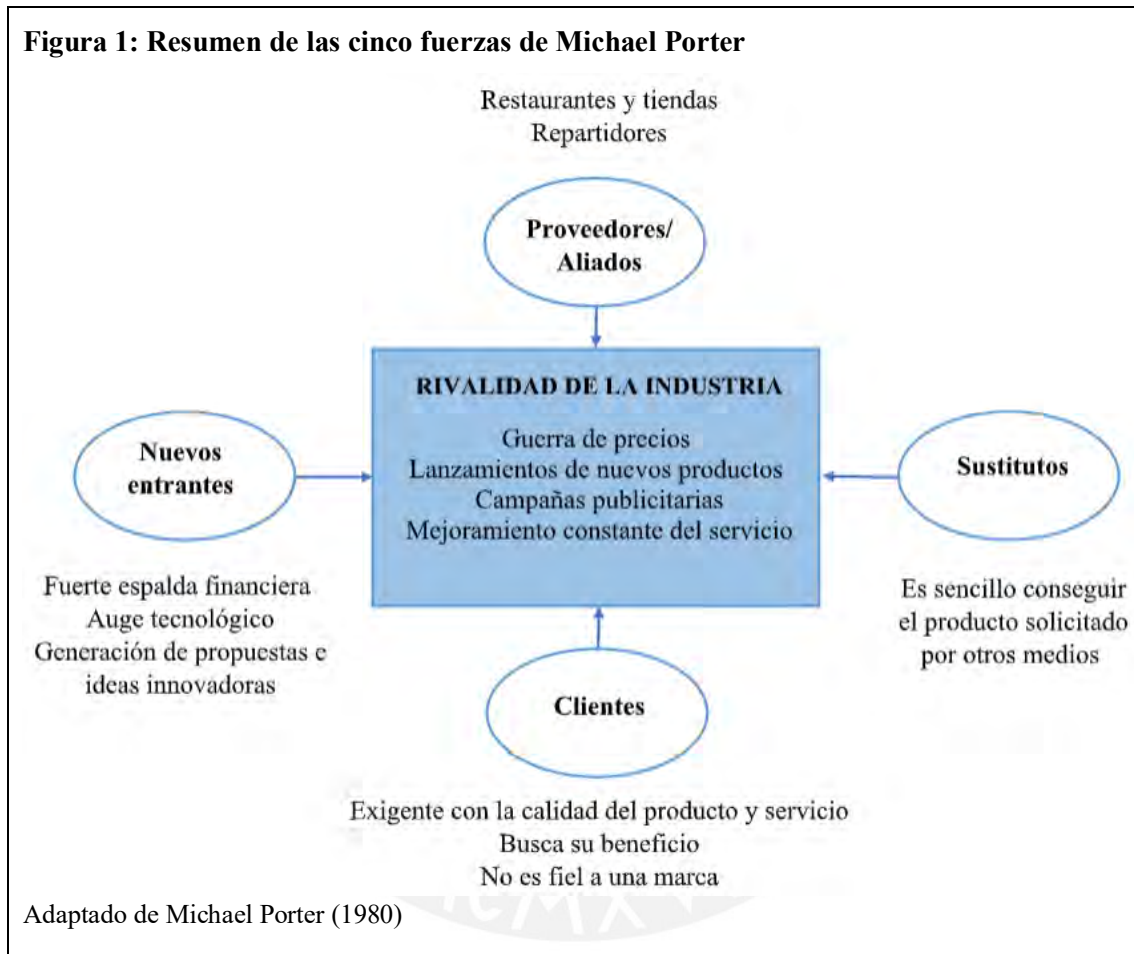 Figura 1: Resumen de las cinco fuerzas de Michael Porter
Restaurantes y tiendas
Repartidores
Proveedores/
Aliados
RIVALIDAD DE LA INDUSTRIA
Guerra de precios
Lanzamientos de nuevos productos
Campañas publicitarias
Mejoramiento constante del servicio
Nuevos
entrantes
Fuerte espalda financiera
Auge tecnológico
Generación de propuestas e
ideas innovadoras
Sustitutos
Es sencillo conseguir
el producto solicitado
por otros medios
Clientes
Exigente con la calidad del producto y servicio
Busca su beneficio
No es fiel a una marca
Adaptado de Michael Porter (1980)